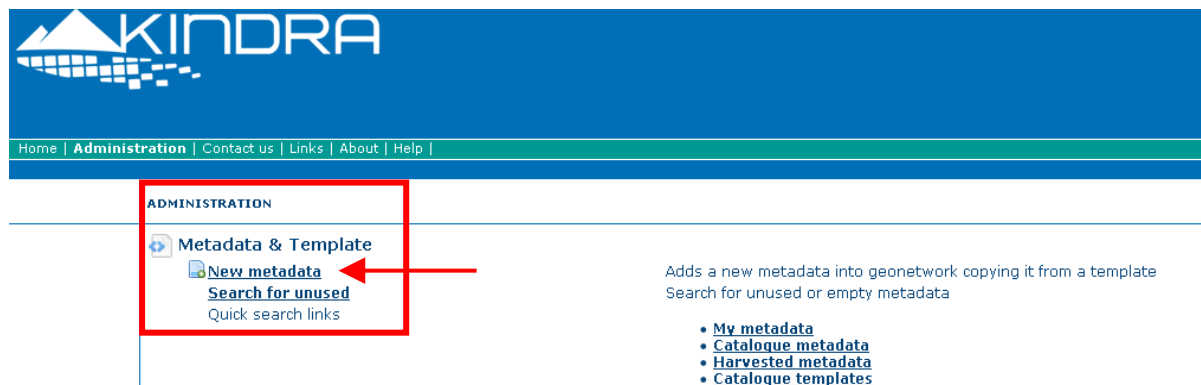 KINDRA
Home | Administration | Contact us | Links | About | Help |
ADMINISTRATION
Metadata & Template
New metadata
Adds a new metadata into geonetwork copying it from a template
Search for unused
Search for unused or empty metadata
Quick search links
• My metadata
• Catalogue metadata
• Harvested metadata
• Catalogue templates